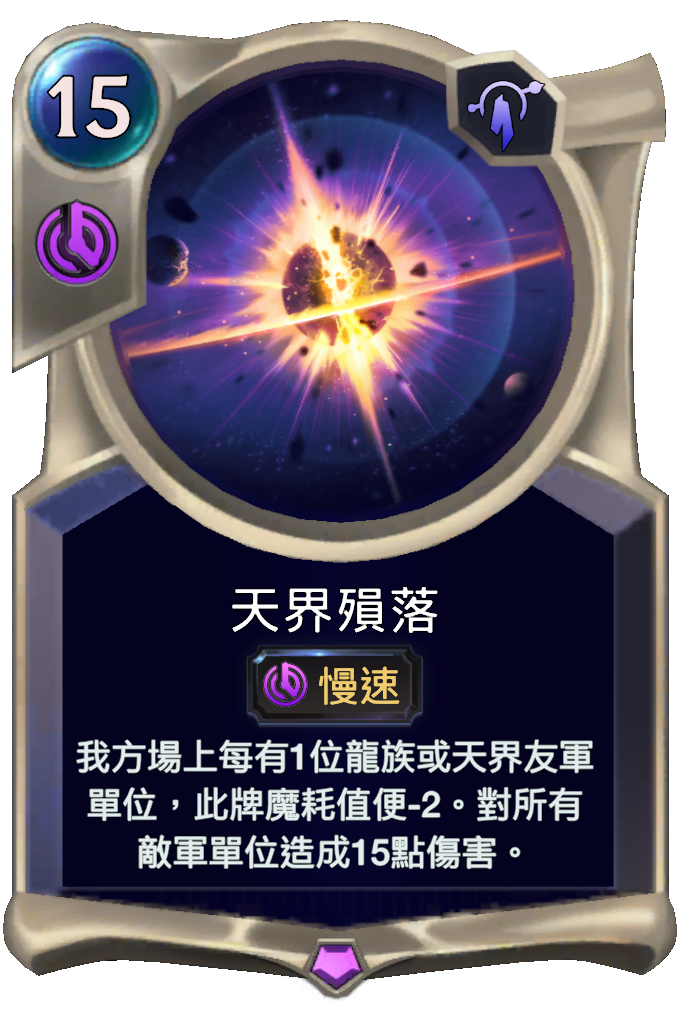 15
天界殞落
慢速
我方場上每有1位龍族或天界友軍
單位，此牌魔耗值便-2。對所有
敵軍單位造成15點傷害。